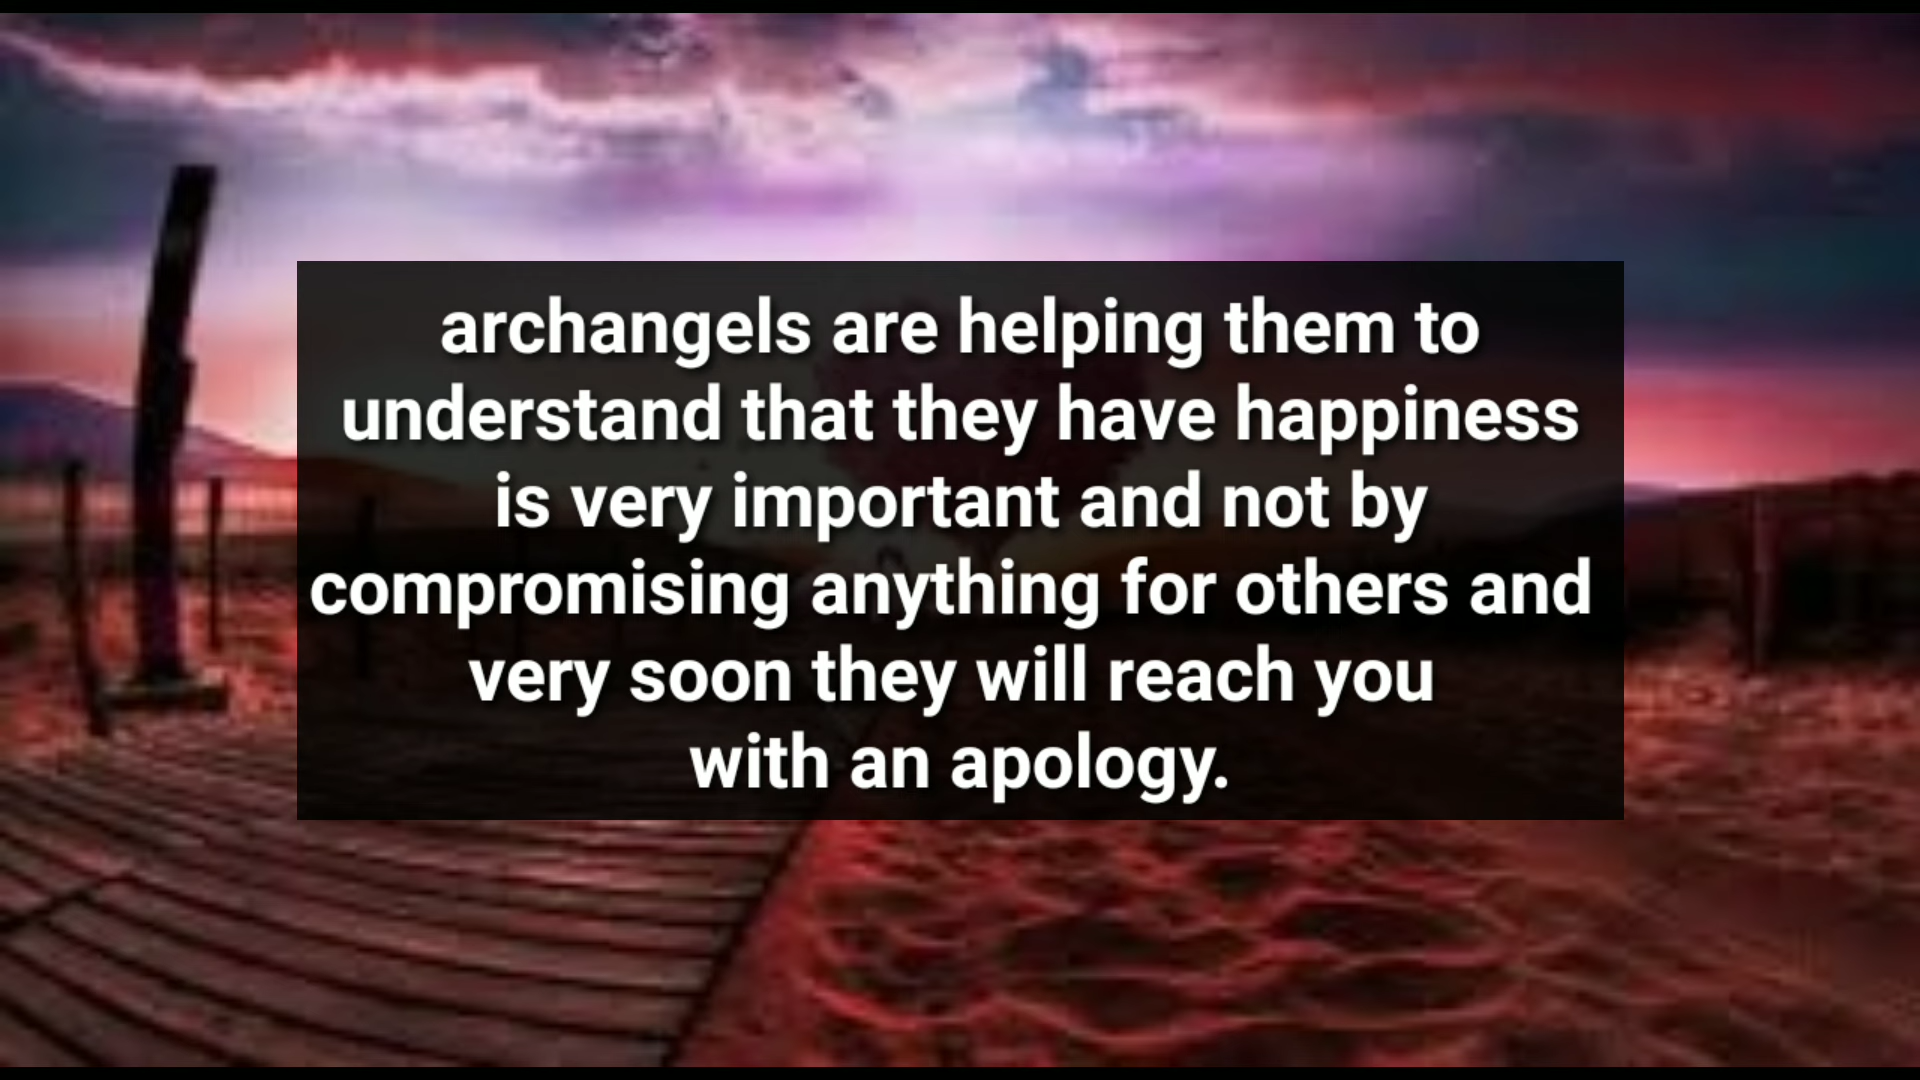 archangels are helping them to
understand that they have happiness
is very important and not by
compromising anything for others and
very soon they will reach you
with an apology.